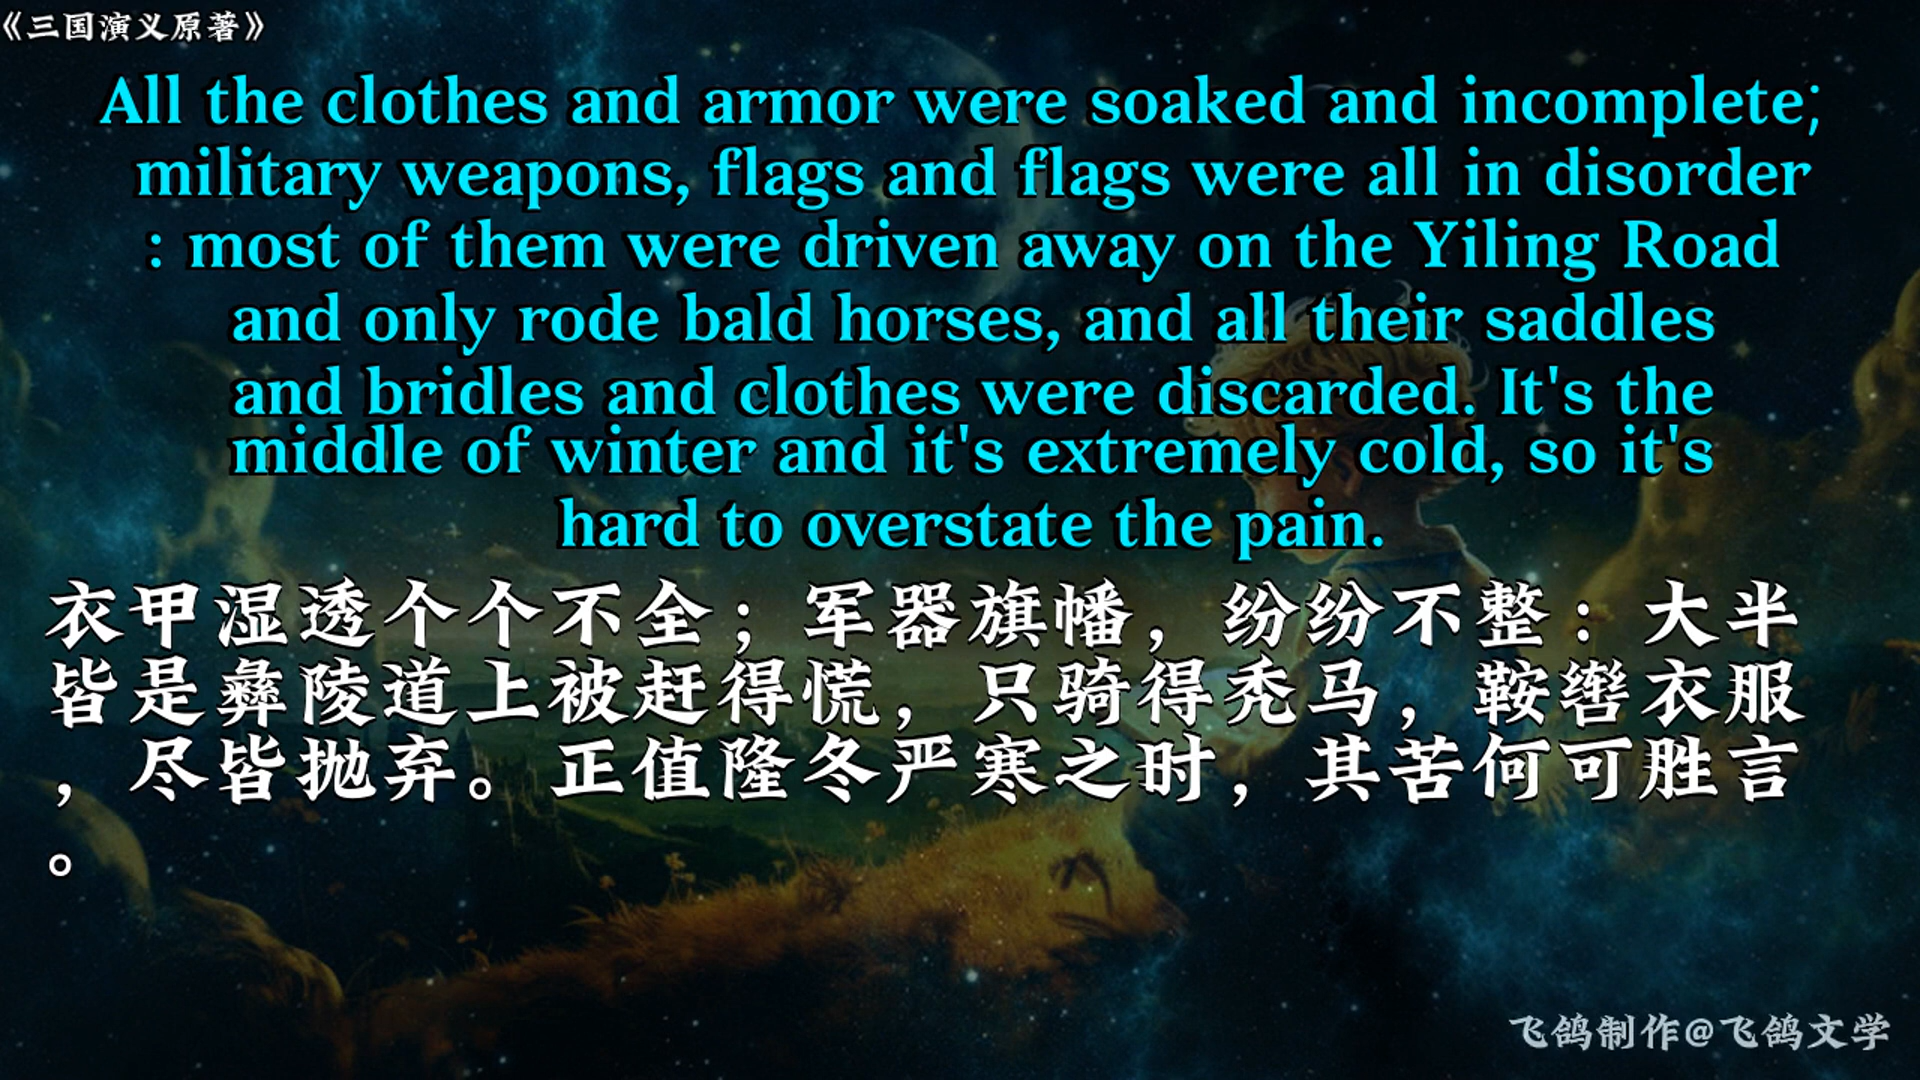 《三国演义原著》
All the clothes and armor were soaked and incomplete;
military weapons, flags and flags were all in disorder
: most of them were driven away on the Yiling Road
and only rode bald horses, and all their saddles
and bridles and clothes were discarded. It's the
middle of winter and it's extremely cold, so it's
hard to overstate the pain.
衣甲湿透个个不全；军器旗幡，纷纷不整：大半
皆是彝陵道上被赶得慌，只骑得秃马，鞍辔衣服
，尽皆抛弃。正值隆冬严寒之时，其苦何可胜言
。
飞鸽制作@飞鸽文学